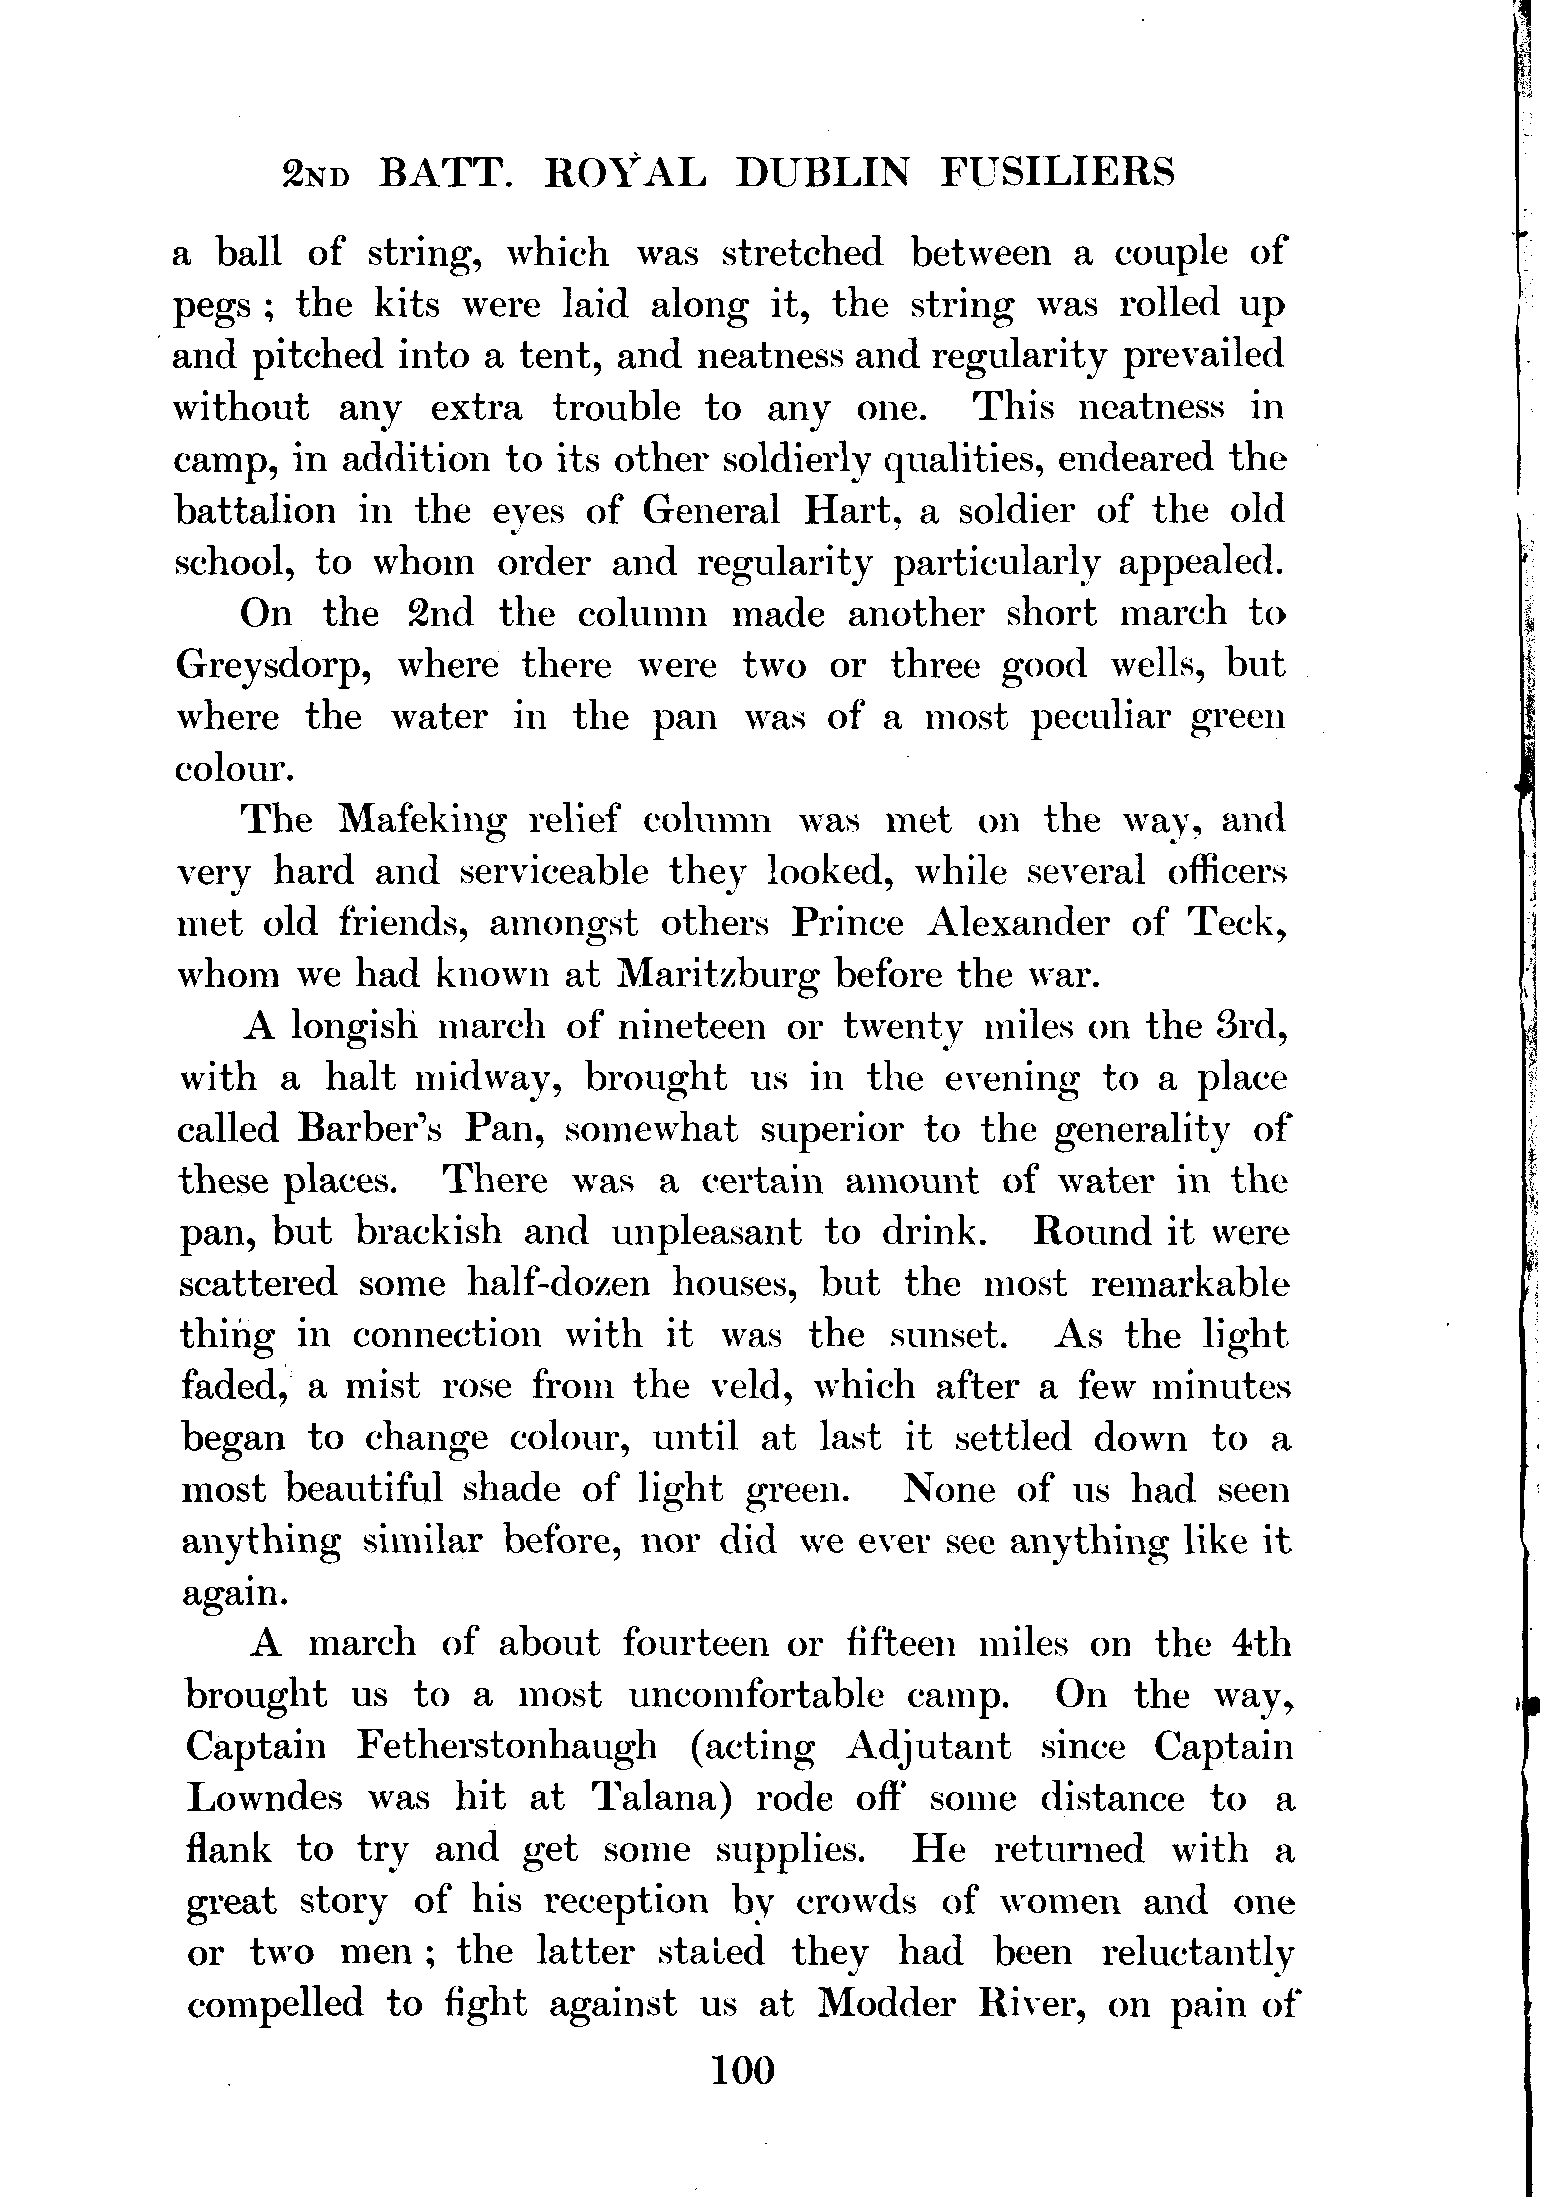 2ND BATT. ROYAL DUBLIN FUSILIERS
a ball of string, which was stretched between a couple of
pegs ; the kits were laid along it, the string was rolled up
and pitched into a tent, and neatness and regularity prevailed
without any extra trouble to any one. This neatness in
camp, in addition to its other soldierly qualities, endeared the
battalion in the eyes of General Hart, a soldier of the old
school, to whom order and regularity particularly appealed.
On the 2nd the column made another short march to
Greysdorp, where there were two or three good wells, but
where the water in the pan was of a most peculiar green
colour.
The Mafeking relief column was met on the way, and
very hard and serviceable they looked, while several officers
met old friends, amongst others Prince Alexander of Teck,
whom we had known at Maritzburg before the war.
A longish march of nineteen or twenty miles on the 3rd,
with a halt midway, brought us in the evening to a place
called Barber's Pan, somewhat superior to the generality of
these places. There was a certain amount of water in the
pan, but brackish and unpleasant to drink. Round it were
scattered some half-dozen houses, but the most remarkable
thing in connection with it was the sunset. As the light
faded, a mist rose from the veld, which after a few minutes
began to change colour, until at last it settled down to a
most beautiful shade of light green. None of us had seen
anything similar before, nor did we ever see anything like it
again.
A march of about fourteen or fifteen miles on the 4th
brought us to a most uncomfortable camp. On the way,
Captain Fetherstonhaugh (acting Adjutant since Captain
Lowndes was hit at Talana) rode off some distance to a
flank to try and get some supplies. He returned with a
great story of his reception by crowds of women and one
or two men ; the latter stated they had been reluctantly
compelled to fight against us at Modder River, on pain of
100